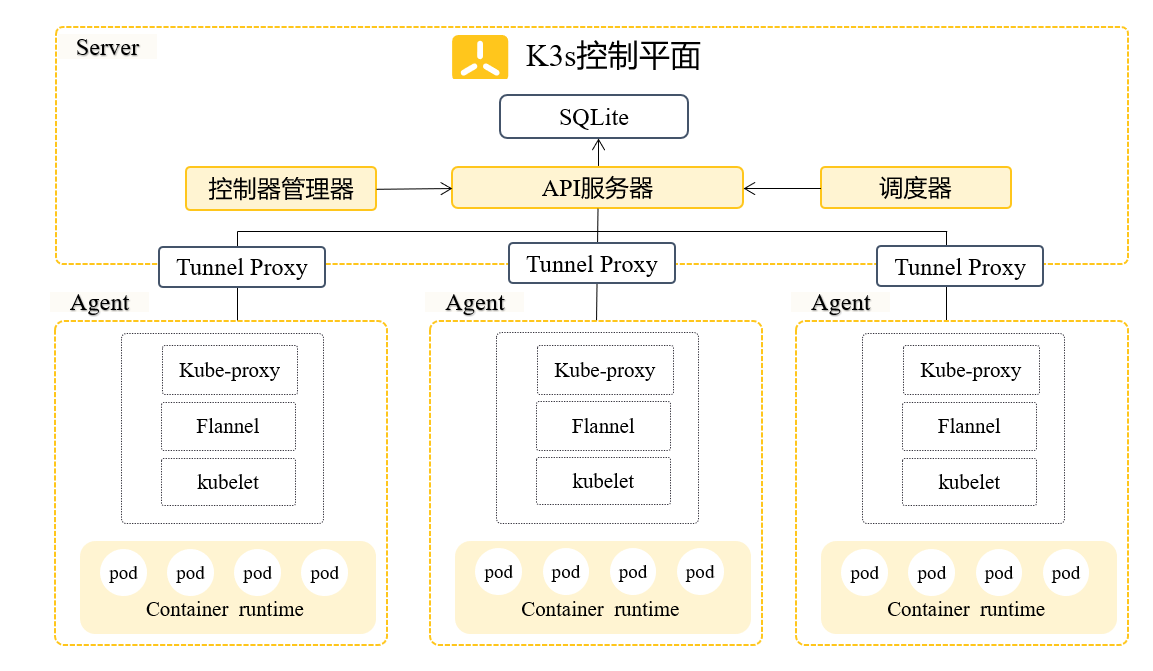 Server
K3s控制平面
SQLite
控制器管理器
API服务器
调度器
Tunnel Proxy
Tunnel Proxy
Tunnel Proxy
Agent
Kube-proxy
Flannel
kubelet
pod pod pod pod
Container runtime
Agent
Kube-proxy
Flannel
kubelet
pod pod pod pod
Container runtime
Agent
Kube-proxy
Flannel
kubelet
pod pod pod pod
Container runtime